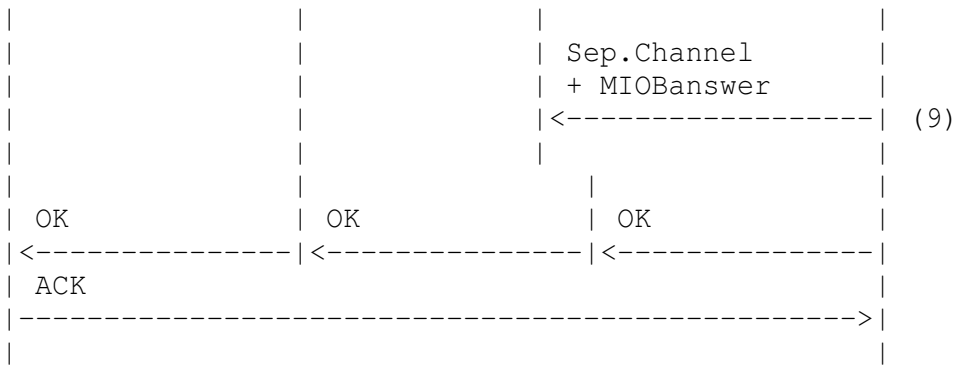 Sep.Channel
+ MIOBanswer
(9)
OK OK OK
ACK